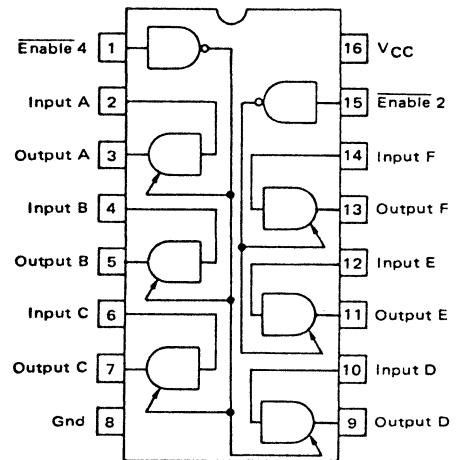 Enable 4 1
Input A 2
Output A 3
Input B 4
Output B 5
Input C 6
Output C 7
Gnd 8
16 VCC
15 Enable 2
14 Input F
13 Output F
12 Input E
11 Output E
10 Input D
9 Output D